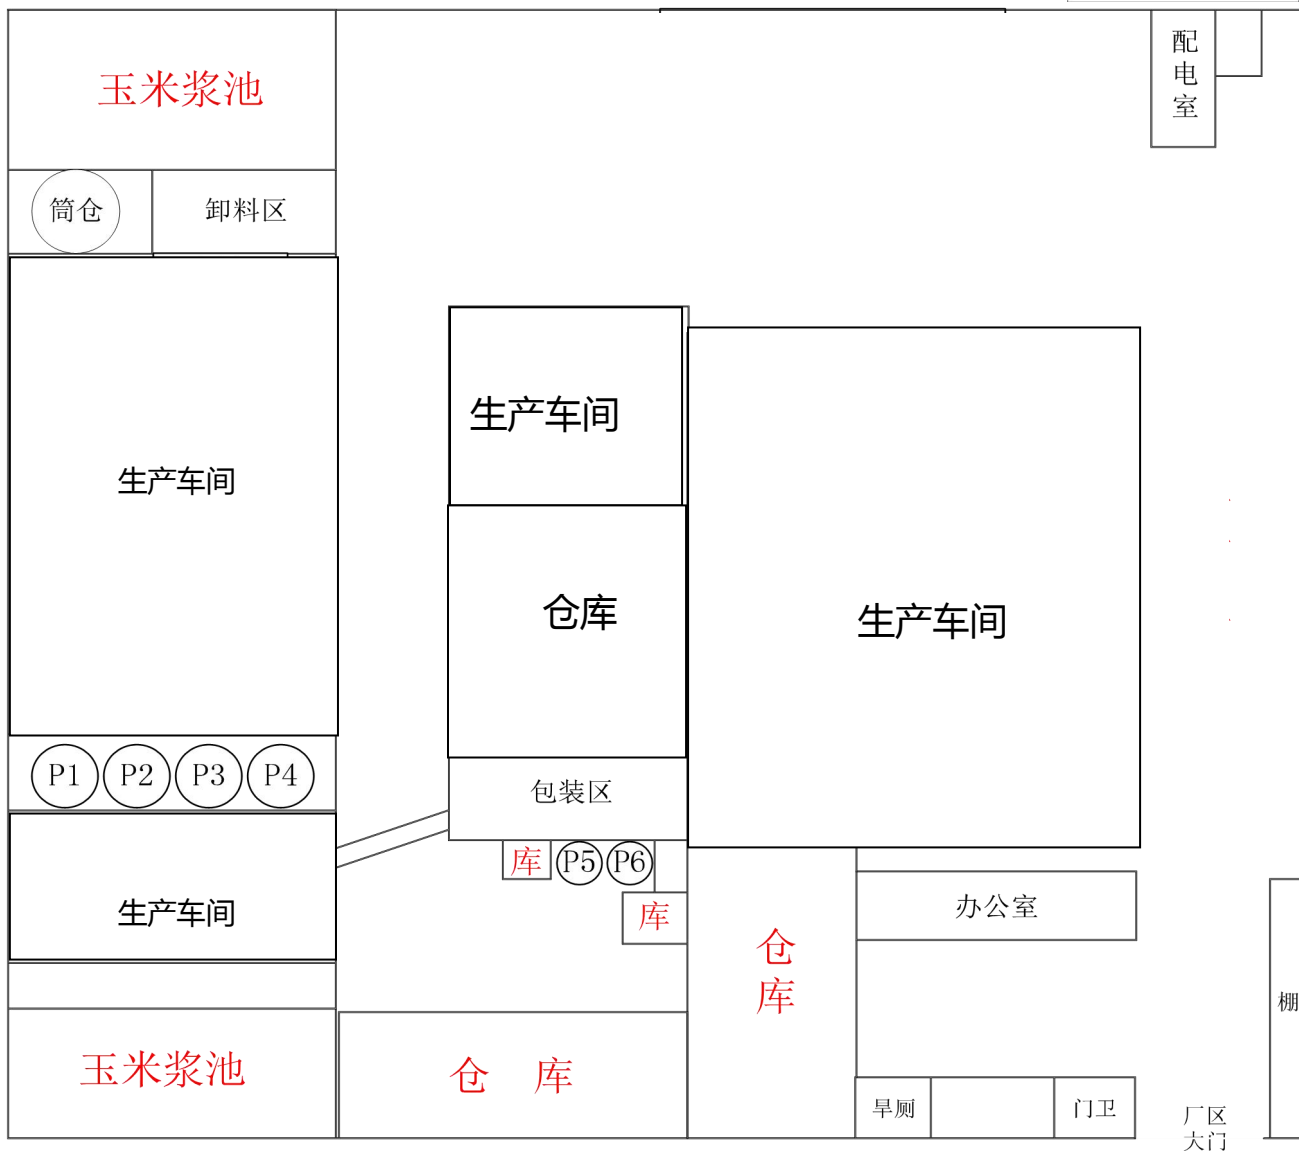 玉米浆池
配
电
室
筒仓
卸料区
生产车间
生产车间
仓库
生产车间
P1
P2
P3
P4
包装区
库
P5
P6
生产车间
库
办公室
仓
库
棚
玉米浆池
仓 库
旱厕
门卫
厂区
大门